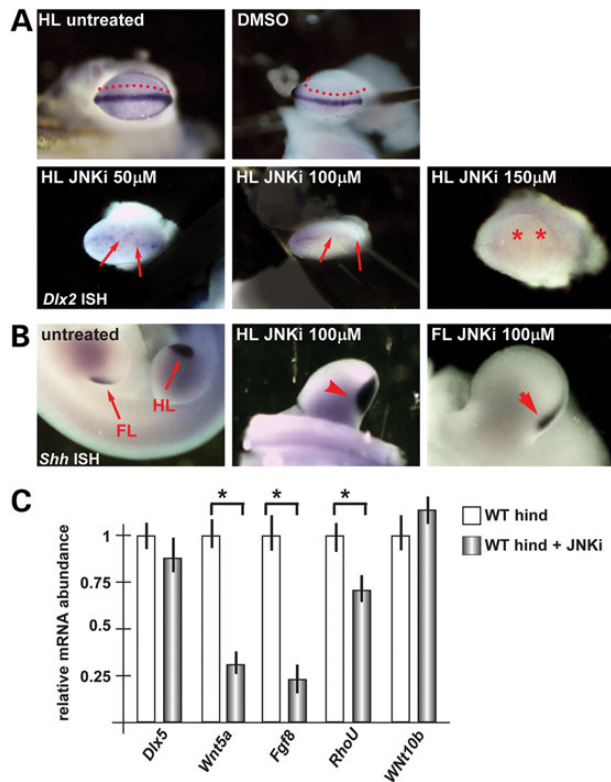 A
HL untreated
DMSO
HL JNKi 50µM
HL JNKi 100µM
HL JNKi 150µM
* *
Dlx2 ISH
B
untreated
HL JNKi 100µM
FL JNKi 100µM
HL
FL
Shh ISH
C
* * *
WT hind
WT hind + JNKi
relative mRNA abundance
1
0.75
0.5
0.25
Dlx5
Wnt5a
Fgf8
RhoU
WNt10b